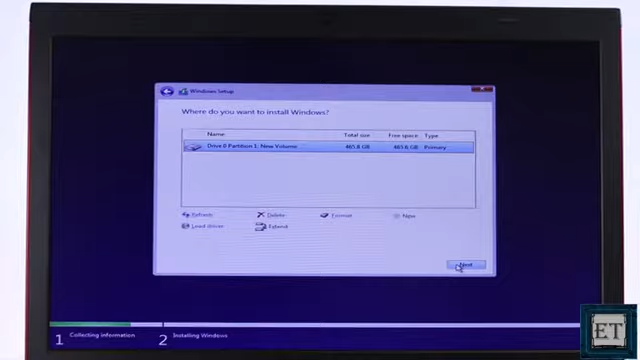 Windows Setup
Where do you want to install Windows?
Name Total size Free space Type
Drive 0 Partition 1: New Volume 465.8 GB 465.6 GB Primary
Refresh Delete Format New
Load driver Extend
Next
1 Collecting information 2 Installing Windows
ET